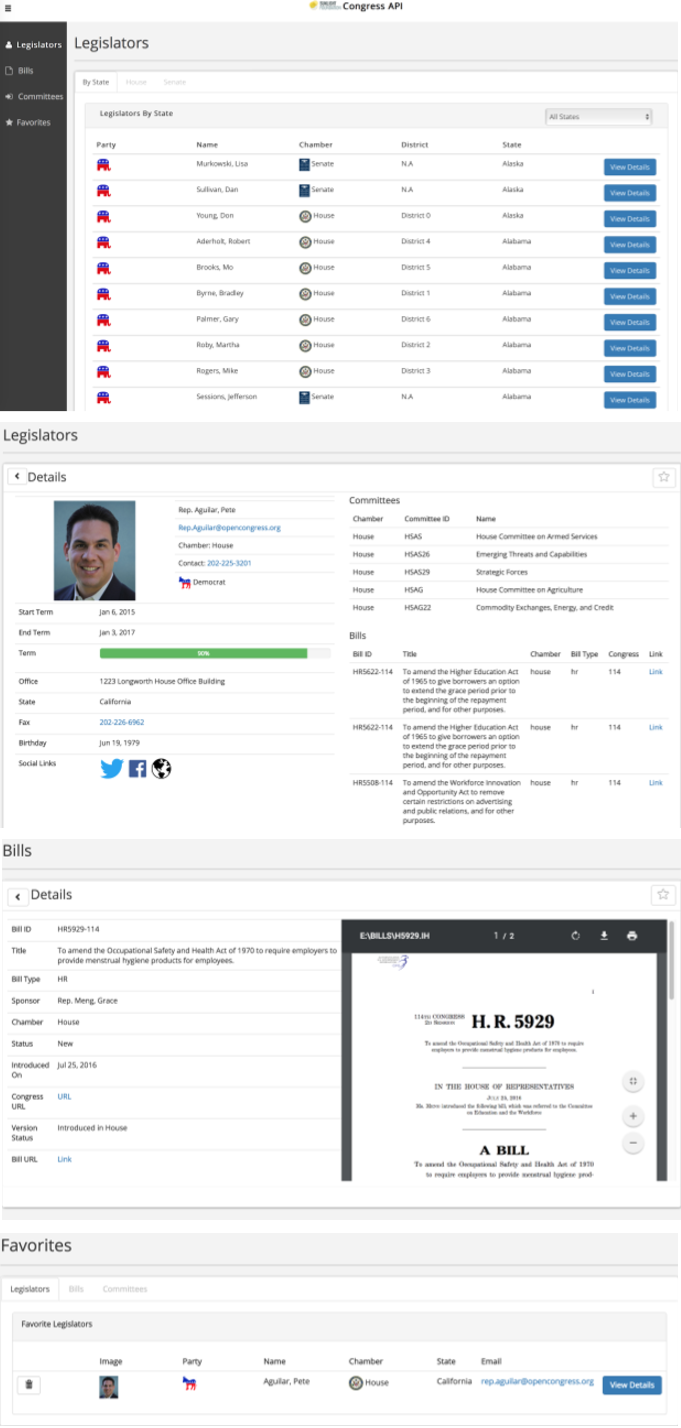 Congress API
Legislators
Bills
Committees
Favorites
Legislators
By State House Senate
Legislators By State All States
Party Name Chamber District State
Murkowski, Lisa Senate N.A Alaska View Details
Sullivan, Dan Senate N.A Alaska View Details
Young, Don House District 0 Alaska View Details
Aderholt, Robert House District 4 Alabama View Details
Brooks, Mo House District 5 Alabama View Details
Byrne, Bradley House District 1 Alabama View Details
Palmer, Gary House District 6 Alabama View Details
Roby, Martha House District 2 Alabama View Details
Rogers, Mike House District 3 Alabama View Details
Sessions, Jefferson Senate N.A Alabama View Details
Legislators
Details
Rep. Aguilar, Pete
Rep.Aguilar@opencongress.org
Chamber: House
Contact: 202-225-3201
Democrat
Start Term Jan 6, 2015
End Term Jan 3, 2017
Term 90%
Office 1223 Longworth House Office Building
State California
Fax 202-226-6962
Birthday Jun 19, 1979
Social Links
Committees
Chamber Committee ID Name
House HSAS House Committee on Armed Services
House HSAS26 Emerging Threats and Capabilities
House HSAS29 Strategic Forces
House HSAG House Committee on Agriculture
House HSAG22 Commodity Exchanges, Energy, and Credit
Bills
Bill ID Title Chamber Bill Type Congress Link
HR5622-114 To amend the Higher Education Act house hr 114 Link
of 1965 to give borrowers an option
to extend the grace period prior to
the beginning of the repayment
period, and for other purposes.
HR5622-114 To amend the Higher Education Act house hr 114 Link
of 1965 to give borrowers an option
to extend the grace period prior to
the beginning of the repayment
period, and for other purposes.
HR5508-114 To amend the Workforce Innovation house hr 114 Link
and Opportunity Act to remove
certain restrictions on advertising
and public relations, and for other
purposes.
Bills
Details
Bill ID HR5929-114
Title To amend the Occupational Safety and Health Act of 1970 to require employers to
provide menstrual hygiene products for employees.
Bill Type HR
Sponsor Rep. Meng, Grace
Chamber House
Status New
Introduced Jul 25, 2016
On
Congress URL
URL
Version Introduced in House
Status
Bill URL Link
E:\BILLS\H5929.IH 1 / 2
114TH CONGRESS
2D SESSION
H. R. 5929
To amend the Occupational Safety and Health Act of 1970 to require
employers to provide menstrual hygiene products for employees.
IN THE HOUSE OF REPRESENTATIVES
JULY 25, 2016
Ms. MENG introduced the following bill; which was referred to the Committee
on Education and the Workforce
A BILL
To amend the Occupational Safety and Health Act of 1970
to require employers to provide menstrual hygiene prod-
Favorites
Legislators Bills Committees
Favorite Legislators
Image Party Name Chamber State Email
Aguilar, Pete House California rep.aguilar@opencongress.org View Details